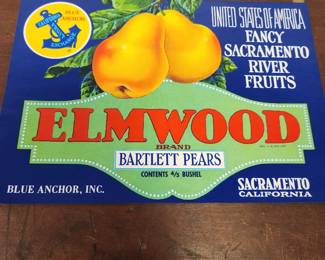 BLUE ANCHOR
UNITED STATES OF AMERICA
FANCY
SACRAMENTO
RIVER
FRUITS
ELMWOOD
BRAND
BARTLETT PEARS
CONTENTS 4/5 BUSHEL
BLUE ANCHOR, INC.
SACRAMENTO
CALIFORNIA